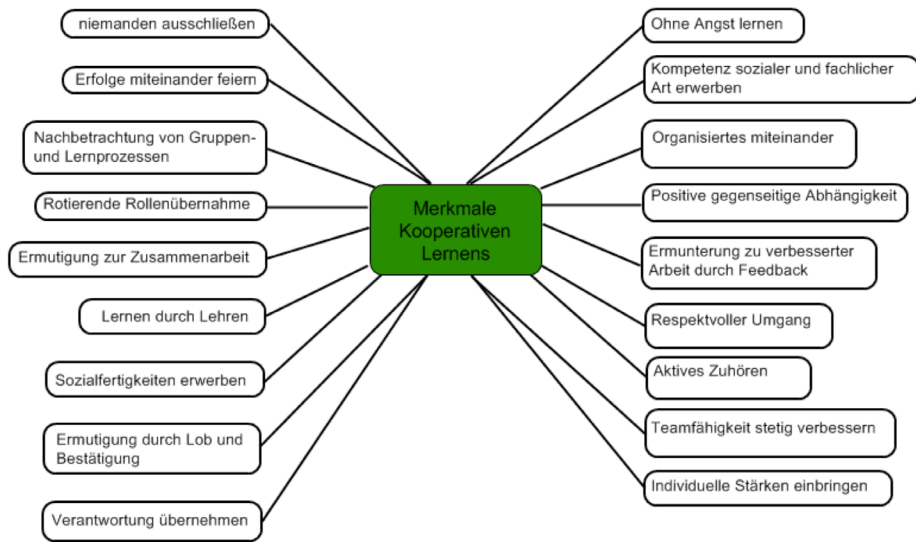 niemanden ausschließen
Erfolge miteinander feiern
Nachbetrachtung von Gruppen-
und Lernprozessen
Rotierende Rollenübernahme
Ermutigung zur Zusammenarbeit
Lernen durch Lehren
Sozialfertigkeiten erwerben
Ermutigung durch Lob und
Bestätigung
Verantwortung übernehmen
Merkmale
Kooperativen
Lernens
Ohne Angst lernen
Kompetenz sozialer und fachlicher
Art erwerben
Organisiertes miteinander
Positive gegenseitige Abhängigkeit
Ermunterung zu verbesserter
Arbeit durch Feedback
Respektvoller Umgang
Aktives Zuhören
Teamfähigkeit stetig verbessern
Individuelle Stärken einbringen